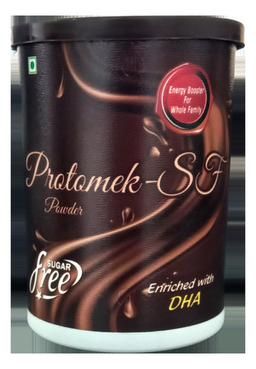 Energy Booster
For
Whole Family
Protomek-SF
Powder
SUGAR
free
Enriched with
DHA